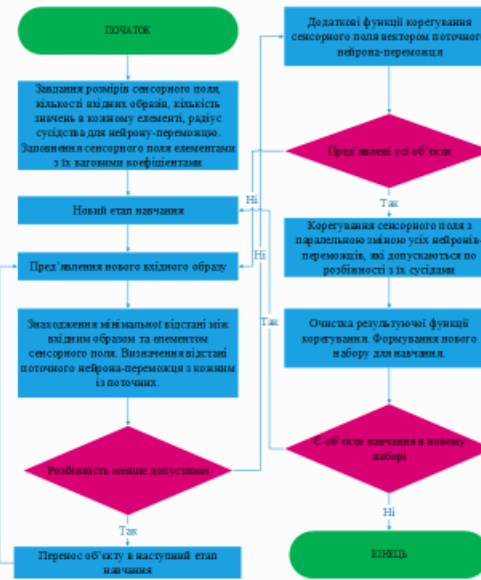 ПОЧАТОК
Завдання розмірів сенсорного поля,
кількості вхідних образів, кількість
значень в кожному елементі, радіус
сусідства для нейрону-переможцю.
Заповнення сенсорного поля елементами
з їх ваговими коефіцієнтами
Новий етап навчання
Пред’явлення нового вхідного образу
Знаходження мінімальної відстані між
вхідним образом та елементом
сенсорного поля. Визначення відстані
поточного нейрона-переможця з кожним
із поточних.
Розбіжність менше допустимої
Так
Перенос об’єкту в наступний етап
навчання
Ні
Ні
Так
Додаткові функції корегування
сенсорного поля вектором поточного
нейрона-переможця
Пред’явлені усі об’єкти
Так
Корегування сенсорного поля з
паралельною зміною усіх нейронів-
переможців, які допускаються по
розбіжності з їх сусідами
Очистка результуючої функції
корегування. Формування нового
набору для навчання.
Є об’єкти навчання в новому
наборі
Ні
КІНЕЦЬ